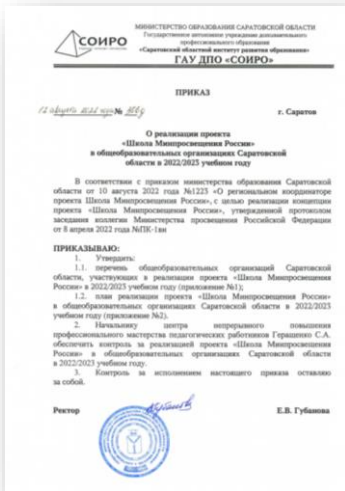 СОИРО
МИНИСТЕРСТВО ОБРАЗОВАНИЯ САРАТОВСКОЙ ОБЛАСТИ
Государственное автономное учреждение дополнительного
профессионального образования
«Саратовский областной институт развития образования»
ГАУ ДПО «СОИРО»
ПРИКАЗ
12 августа 2022 года №
г. Саратов
О реализации проекта
«Школа Минпросвещения России»
в общеобразовательных организациях Саратовской
области в 2022/2023 учебном году
В соответствии с приказом министерства образования Саратовской
области от 10 августа 2022 года №1223 «О региональном координаторе
проекта Школа Минпросвещения России», с целью реализации концепции
проекта «Школа Минпросвещения России», утвержденной протоколом
заседания коллегии Министерства просвещения Российской Федерации
от 8 апреля 2022 года №ПК-1вн
ПРИКАЗЫВАЮ:
1. Утвердить:
1.1. перечень общеобразовательных организаций Саратовской
области, участвующих в реализации проекта «Школа Минпросвещения
России» в 2022/2023 учебном году (приложение №1);
1.2. план реализации проекта «Школа Минпросвещения России»
в общеобразовательных организациях Саратовской области в 2022/2023
учебном году (приложение №2).
2. Начальнику центра непрерывного повышения
профессионального мастерства педагогических работников Геращенко С.А.
обеспечить контроль за реализацией проекта «Школа Минпросвещения
России» в общеобразовательных организациях Саратовской области
в 2022/2023 учебном году.
3. Контроль за исполнением настоящего приказа оставляю
за собой.
Ректор
Е.В. Губанова